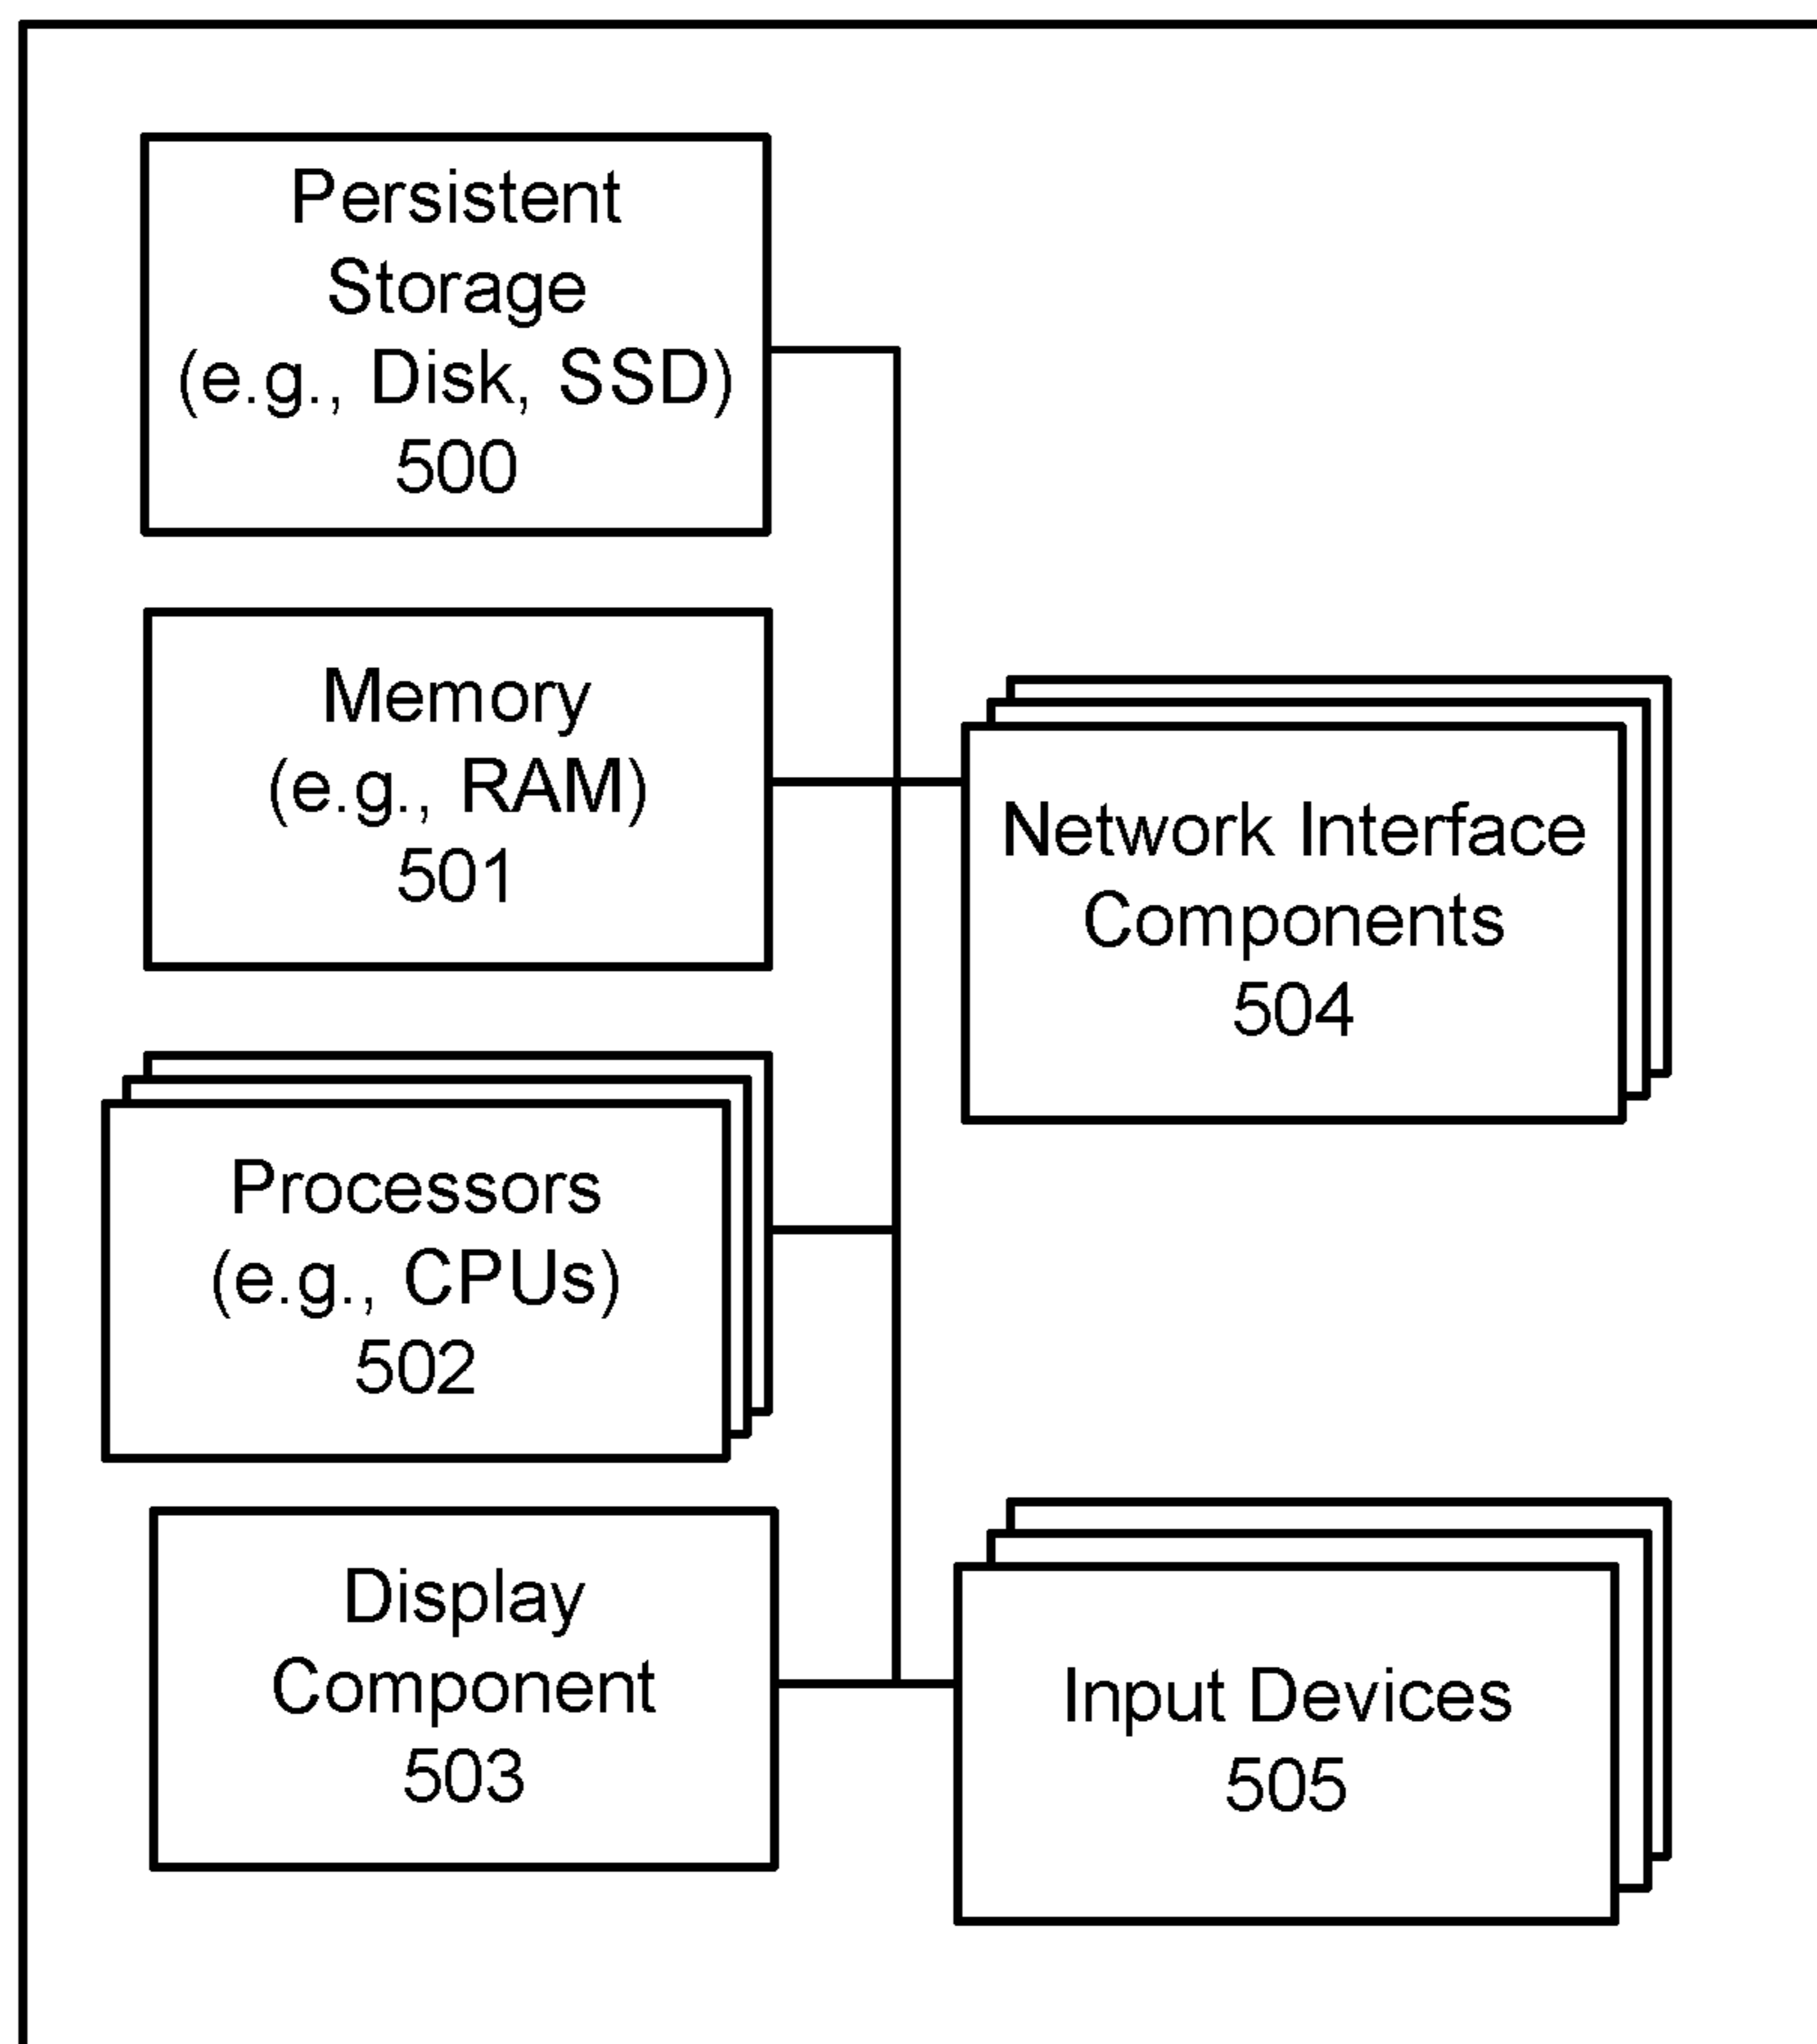 Persistent
Storage
(e.g., Disk, SSD)
500
Memory
(e.g., RAM)
501
Network Interface
Components
504
Processors
(e.g., CPUs)
502
Display
Component
503
Input Devices
505